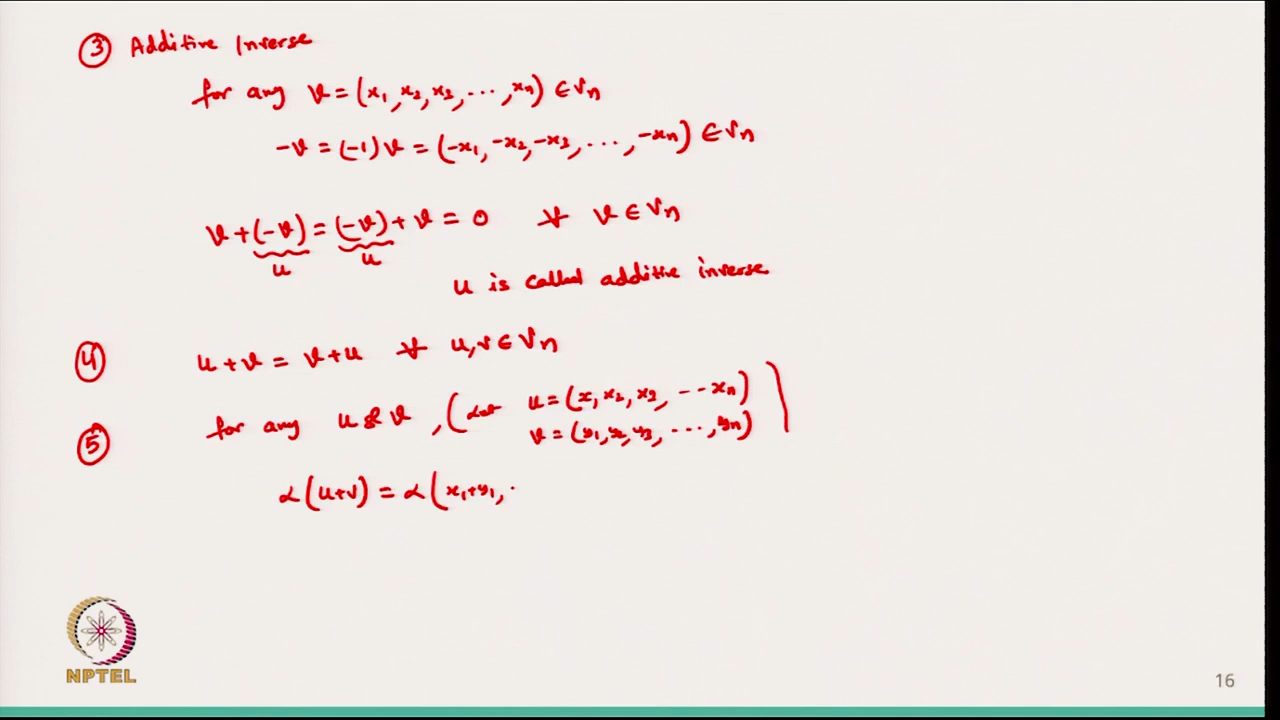 ③ Additive Inverse
for any v = (x₁, x₂, x₃, ..., xₙ) ∈ Vₙ
-v = (-1)v = (-x₁, -x₂, -x₃, ..., -xₙ) ∈ Vₙ
v + (-v) = (-v) + v = 0 ∀ v ∈ Vₙ
u u
u is called additive inverse
④ u + v = v + u ∀ u, v ∈ Vₙ
⑤ for any u & v, (Let u = (x, x₂, x₃, --- xₙ)
v = (y₁, y₂, y₃, ..., yₙ))
α(u+v) = α(x₁+y₁, .
NPTEL
16